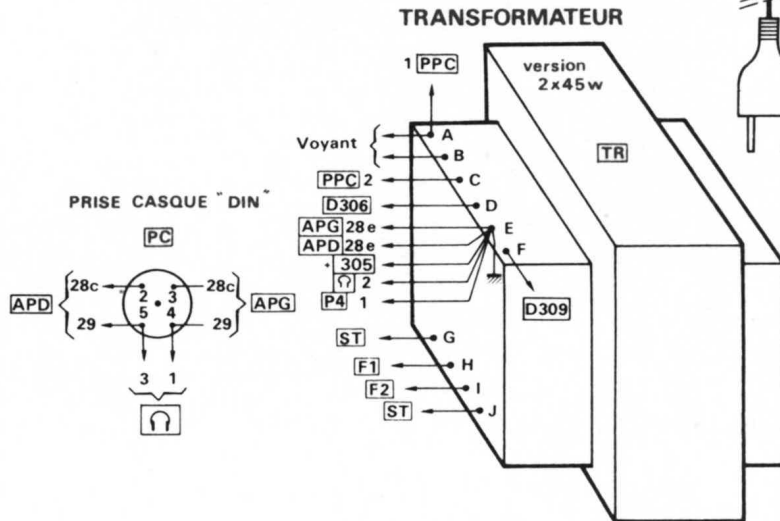 TRANSFORMATEUR
version
2x45w
TR
1 PPC
Voyant
A
B
PPC 2 C
D306 D
APG 28e E
APD 28e F
305
2
P4 1
D309
ST G
F1 H
F2 I
ST J
PRISE CASQUE "DIN"
PC
APD 28c 2 3 28c APG
29 5 4 29
3 1